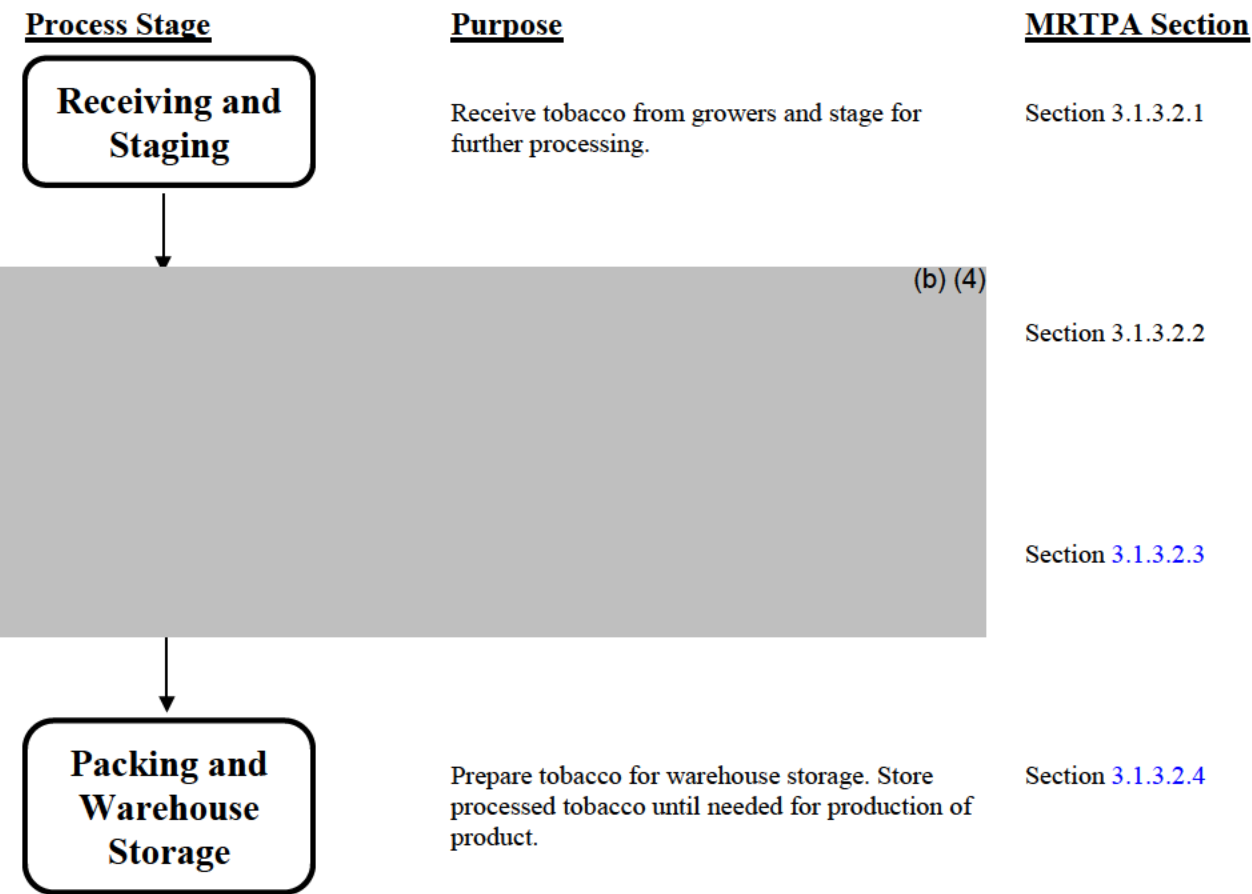 Process Stage Purpose MRTPA Section
Receiving and
Staging
Receive tobacco from growers and stage for
further processing.
Section 3.1.3.2.1
(b) (4)
Section 3.1.3.2.2
Section 3.1.3.2.3
Packing and
Warehouse
Storage
Prepare tobacco for warehouse storage. Store
processed tobacco until needed for production of
product.
Section 3.1.3.2.4